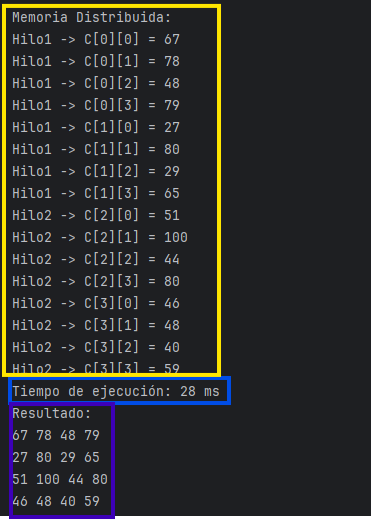 Memoria Distribuida:
Hilo1 -> C[0][0] = 67
Hilo1 -> C[0][1] = 78
Hilo1 -> C[0][2] = 48
Hilo1 -> C[0][3] = 79
Hilo1 -> C[1][0] = 27
Hilo1 -> C[1][1] = 80
Hilo1 -> C[1][2] = 29
Hilo1 -> C[1][3] = 65
Hilo2 -> C[2][0] = 51
Hilo2 -> C[2][1] = 100
Hilo2 -> C[2][2] = 44
Hilo2 -> C[2][3] = 80
Hilo2 -> C[3][0] = 46
Hilo2 -> C[3][1] = 48
Hilo2 -> C[3][2] = 40
Hilo2 -> C[3][3] = 59
Tiempo de ejecución: 28 ms
Resultado:
67 78 48 79
27 80 29 65
51 100 44 80
46 48 40 59